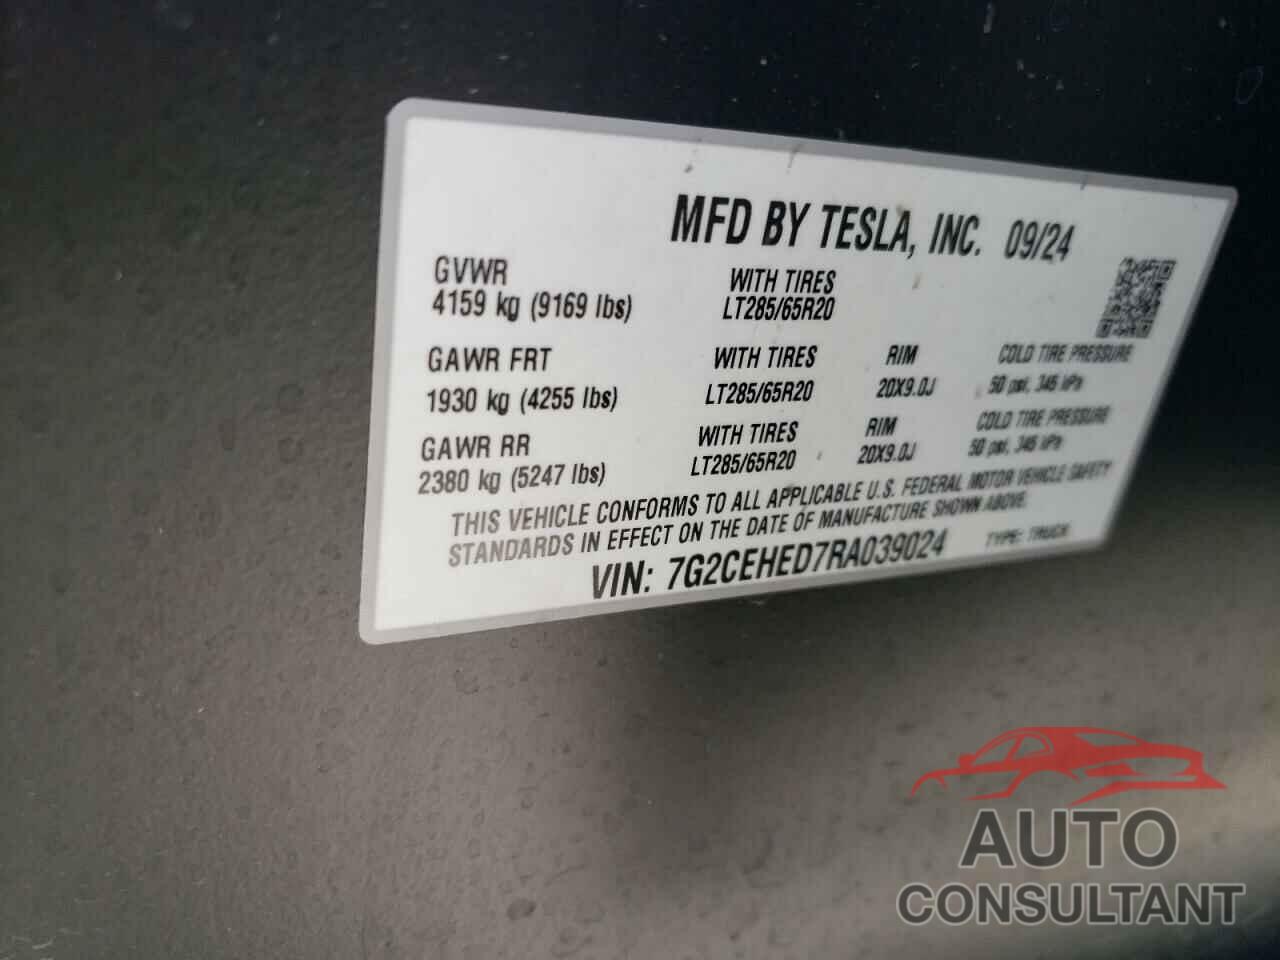 MFD BY TESLA, INC. 09/24
GVWR
4159 kg (9169 lbs)
WITH TIRES
LT285/65R20
GAWR FRT
1930 kg (4255 lbs)
WITH TIRES
LT285/65R20
RIM
20X9.0J
COLD TIRE PRESSURE
50 psi, 345 kPa
GAWR RR
2380 kg (5247 lbs)
WITH TIRES
LT285/65R20
RIM
20X9.0J
COLD TIRE PRESSURE
50 psi, 345 kPa
THIS VEHICLE CONFORMS TO ALL APPLICABLE U.S. FEDERAL MOTOR VEHICLE SAFETY
STANDARDS IN EFFECT ON THE DATE OF MANUFACTURE SHOWN ABOVE.
VIN: 7G2CEHED7RA039024
TYPE: TRUCK
AUTO
CONSULTANT